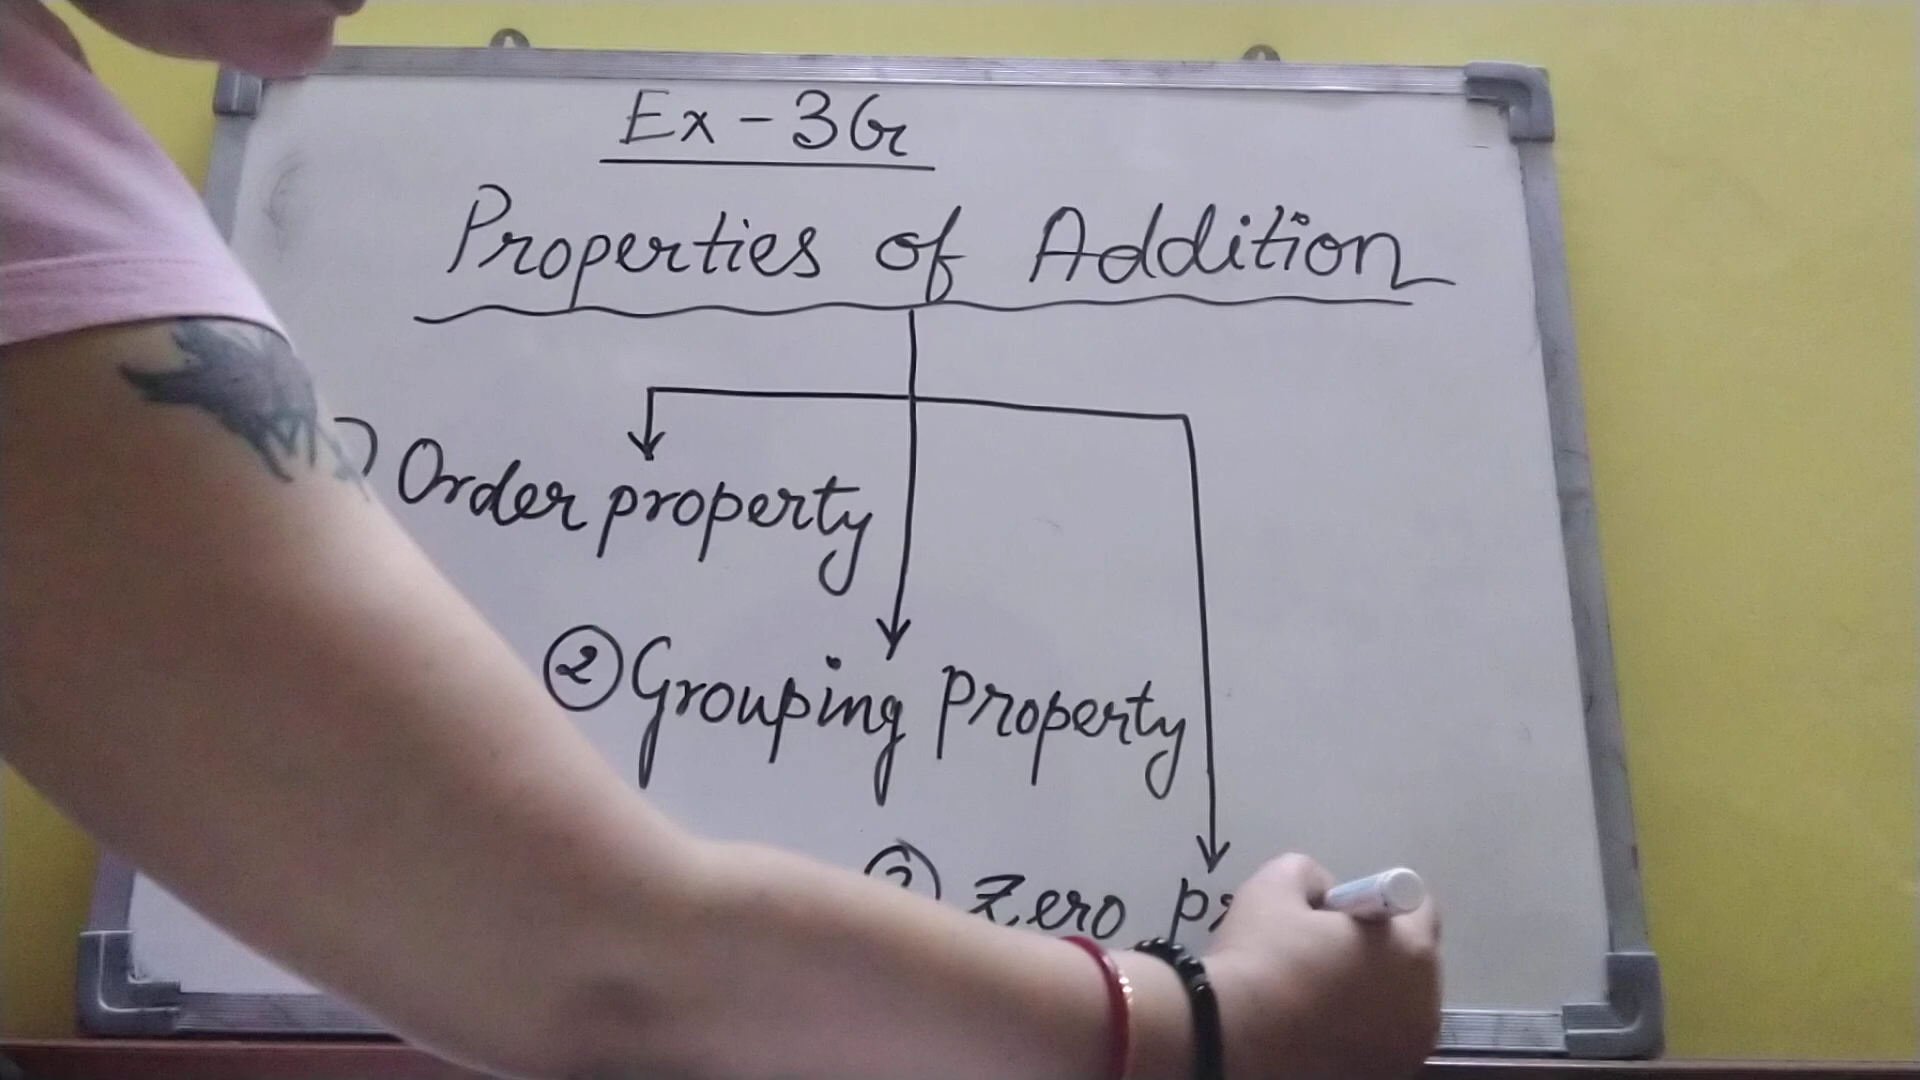 Ex - 3G
Properties of Addition
Order property
② Grouping Property
Zero